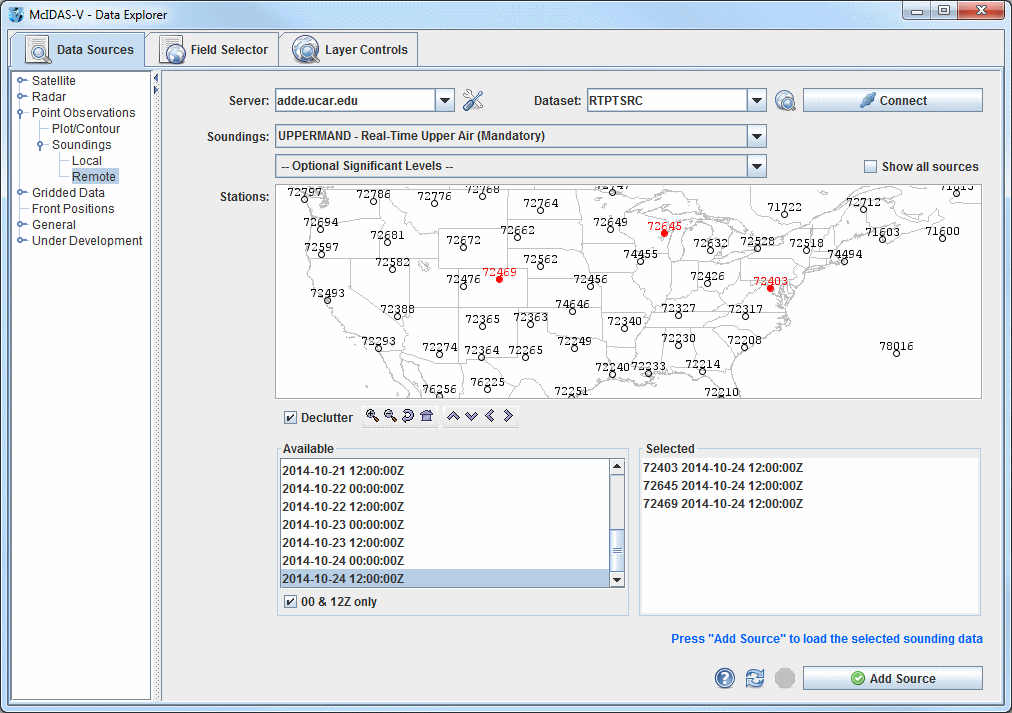 McIDAS-V - Data Explorer
Data Sources
Field Selector
Layer Controls
Satellite
Radar
Point Observations
Plot/Contour
Soundings
Local
Remote
Gridded Data
Front Positions
General
Under Development
Server: adde.ucar.edu
Dataset: RTPTSRC
Connect
Soundings: UPPERMAND - Real-Time Upper Air (Mandatory)
-- Optional Significant Levels --
Show all sources
Stations:
72797 72786 72776 72768 72764 72747 71722 72712 71815
72694 72681 72672 72662 72649 72645 72632 72528 72518 71603 71600
72597 72582 72476 72469 72562 72456 74455 72426 72403 74494
72493 72388 72365 72363 74646 72340 72327 72317
72293 72274 72364 72265 72249 72230 72208 78016
76256 76225 72251 72240 72233 72214 72210
Declutter
Available
2014-10-21 12:00:00Z
2014-10-22 00:00:00Z
2014-10-22 12:00:00Z
2014-10-23 00:00:00Z
2014-10-23 12:00:00Z
2014-10-24 00:00:00Z
2014-10-24 12:00:00Z
00 & 12Z only
Selected
72403 2014-10-24 12:00:00Z
72645 2014-10-24 12:00:00Z
72469 2014-10-24 12:00:00Z
Press "Add Source" to load the selected sounding data
?
Add Source